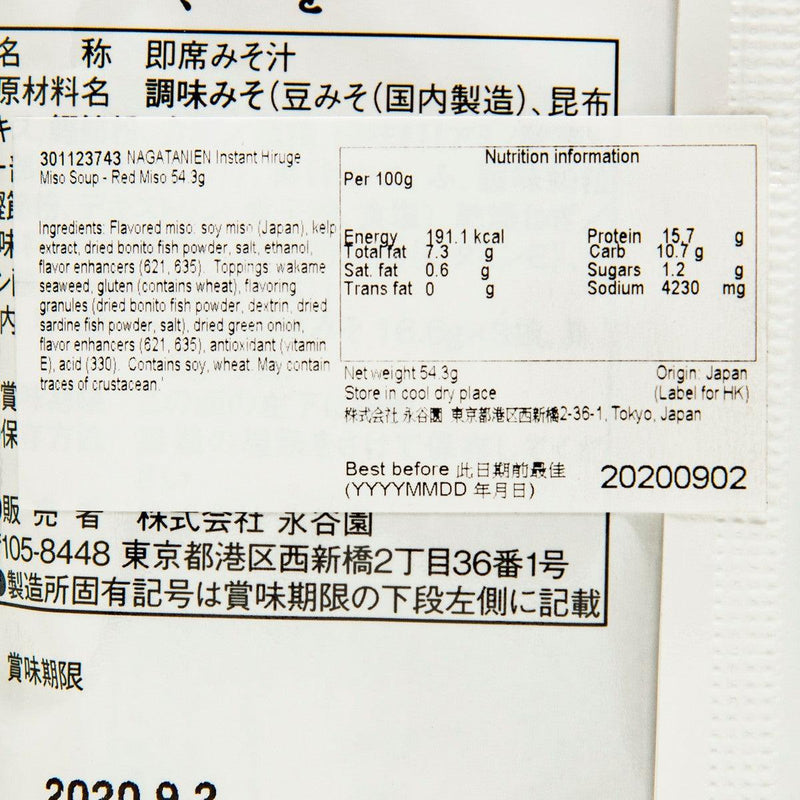 名 称 即席みそ汁
原材料名 調味みそ(豆みそ(国内製造)、昆布
301123743 NAGATANIEN Instant Hiruge
Miso Soup - Red Miso 54.3g
Ingredients: Flavored miso: soy miso (Japan), kelp
extract, dried bonito fish powder, salt, ethanol,
flavor enhancers (621, 635). Toppings: wakame
seaweed, gluten (contains wheat), flavoring
granules (dried bonito fish powder, dextrin, dried
sardine fish powder, salt), dried green onion,
flavor enhancers (621, 635), antioxidant (vitamin
E), acid (330). Contains soy, wheat. May contain
traces of crustacean.'
Nutrition information
Per 100g
Energy 191.1 kcal Protein 15.7 g
Total fat 7.3 g Carb 10.7 g
Sat. fat 0.6 g Sugars 1.2 g
Trans fat 0 g Sodium 4230 mg
Net weight 54.3g Origin: Japan
Store in cool dry place (Label for HK)
株式会社 永谷園 東京都港区西新橋2-36-1, Tokyo, Japan
Best before 此日期前最佳 20200902
(YYYYMMDD 年月日)
販 売 者 株式会社 永谷園
105-8448 東京都港区西新橋2丁目36番1号
製造所固有記号は賞味期限の下段左側に記載
賞味期限
2020.9.2